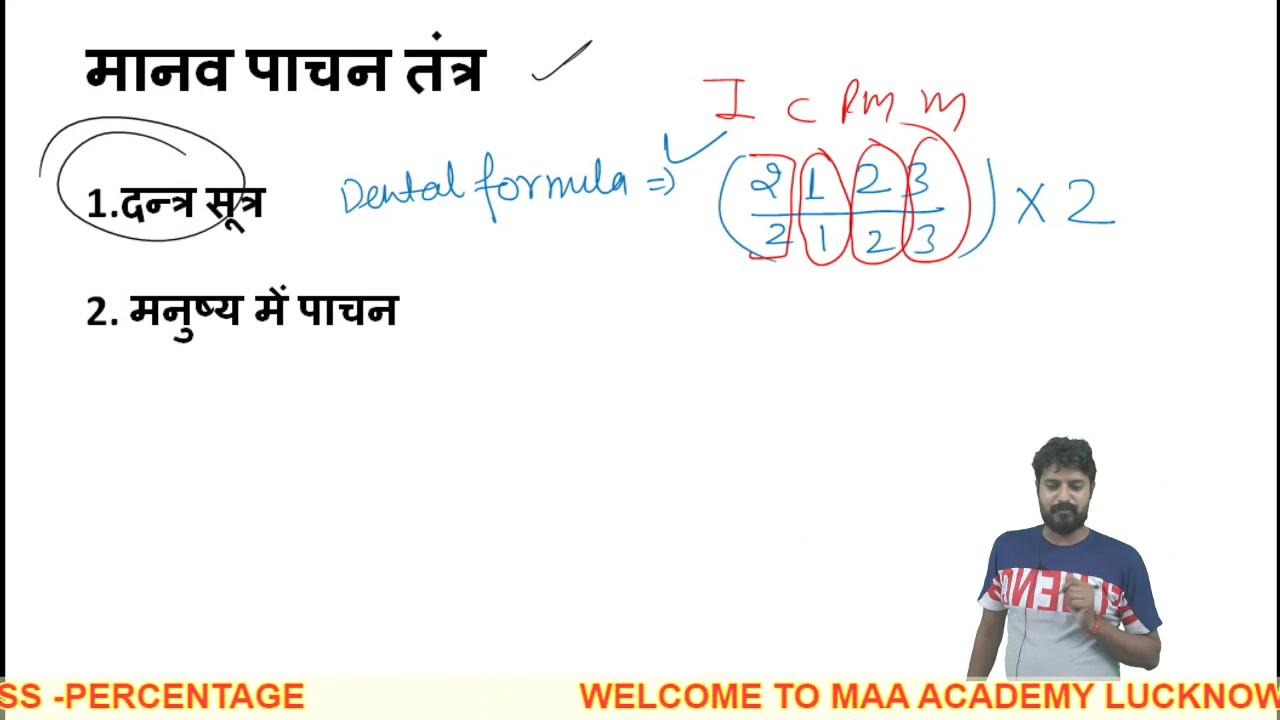 मानव पाचन तंत्र
I C PM M
1.दन्त्र सूत्र
Dental formula ⇒ (2 1 2 3 / 2 1 2 3) × 2
2. मनुष्य में पाचन
SS -PERCENTAGE WELCOME TO MAA ACADEMY LUCKNOW